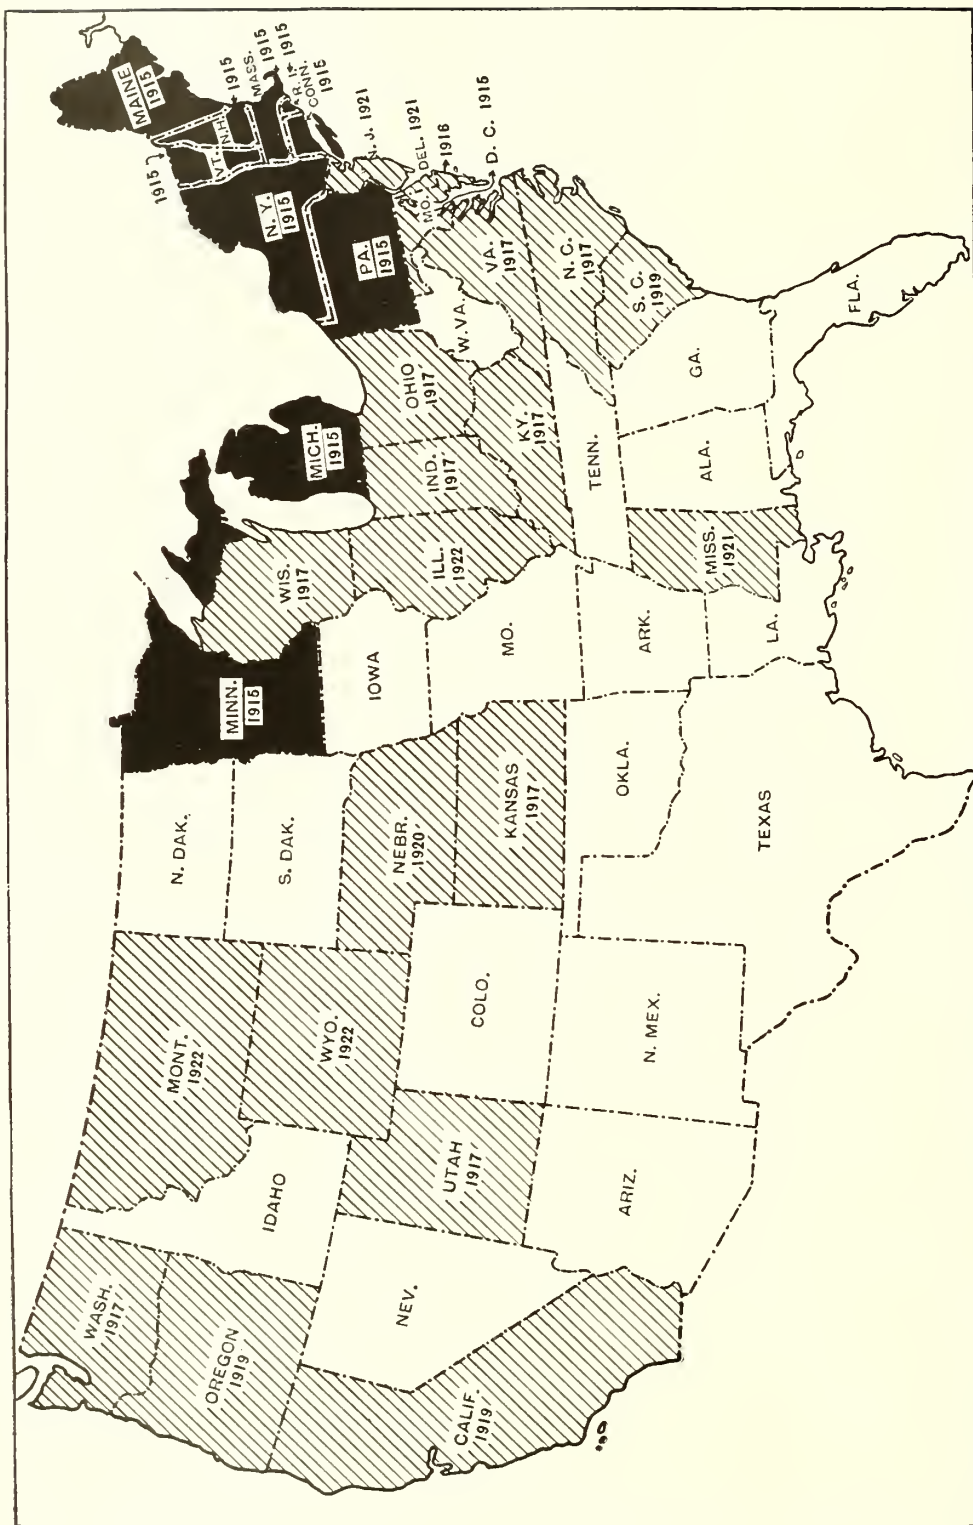 MAINE
1915
1915
VT.
N.H.
1915
MASS.
1915
R. I.
1915
CONN.
1915
N. Y.
1915
N. J. 1921
PA.
1915
DEL. 1921
MO.
1916
D. C. 1915
VA.
1917
W.VA.
N. C.
1917
S. C.
1919
GA.
FLA.
OHIO
1917
KY.
1917
TENN.
ALA.
MICH.
1915
IND.
1917
MISS.
1921
WIS.
1917
ILL.
1922
MINN.
1915
IOWA
MO.
ARK.
LA.
N. DAK.
S. DAK.
NEBR.
1920
KANSAS
1917
OKLA.
TEXAS
MONT.
1922
WYO.
1922
COLO.
N. MEX.
IDAHO
UTAH
1917
ARIZ.
WASH.
1917
OREGON
1919
NEV.
CALIF.
1919